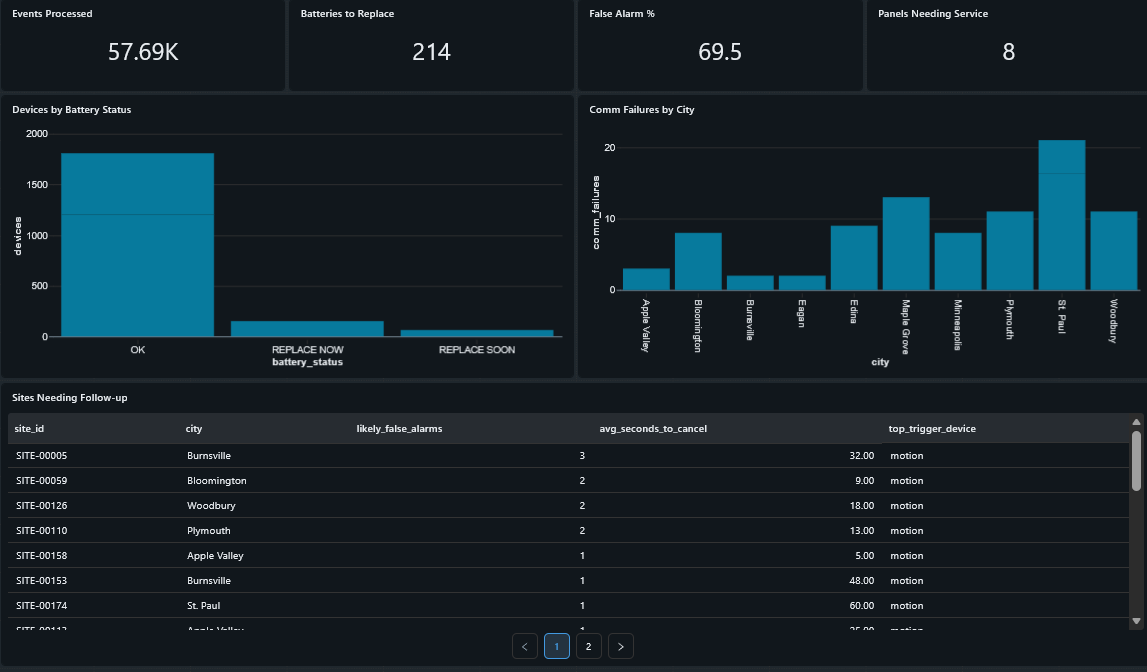 Events Processed
57.69K
Batteries to Replace
214
False Alarm %
69.5
Panels Needing Service
8
Devices by Battery Status
2000
1500
1000
500
0
devices
OK
REPLACE NOW
REPLACE SOON
battery_status
Comm Failures by City
20
10
0
comm_failures
Apple Valley
Bloomington
Burnsville
Eagan
Edina
Maple Grove
Minneapolis
Plymouth
St. Paul
Woodbury
city
Sites Needing Follow-up
site_id city likely_false_alarms avg_seconds_to_cancel top_trigger_device
SITE-00005 Burnsville 3 32.00 motion
SITE-00059 Bloomington 2 9.00 motion
SITE-00126 Woodbury 2 18.00 motion
SITE-00110 Plymouth 2 13.00 motion
SITE-00158 Apple Valley 1 5.00 motion
SITE-00153 Burnsville 1 48.00 motion
SITE-00174 St. Paul 1 60.00 motion
Apple Valley 1 motion
< 1 2 >